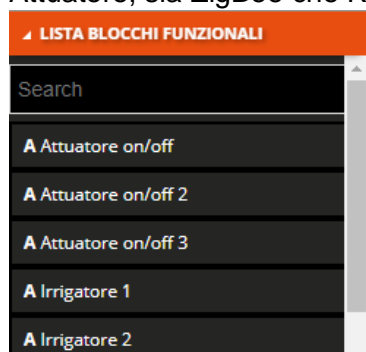 LISTA BLOCCHI FUNZIONALI
Search
A Attuatore on/off
A Attuatore on/off 2
A Attuatore on/off 3
A Irrigatore 1
A Irrigatore 2